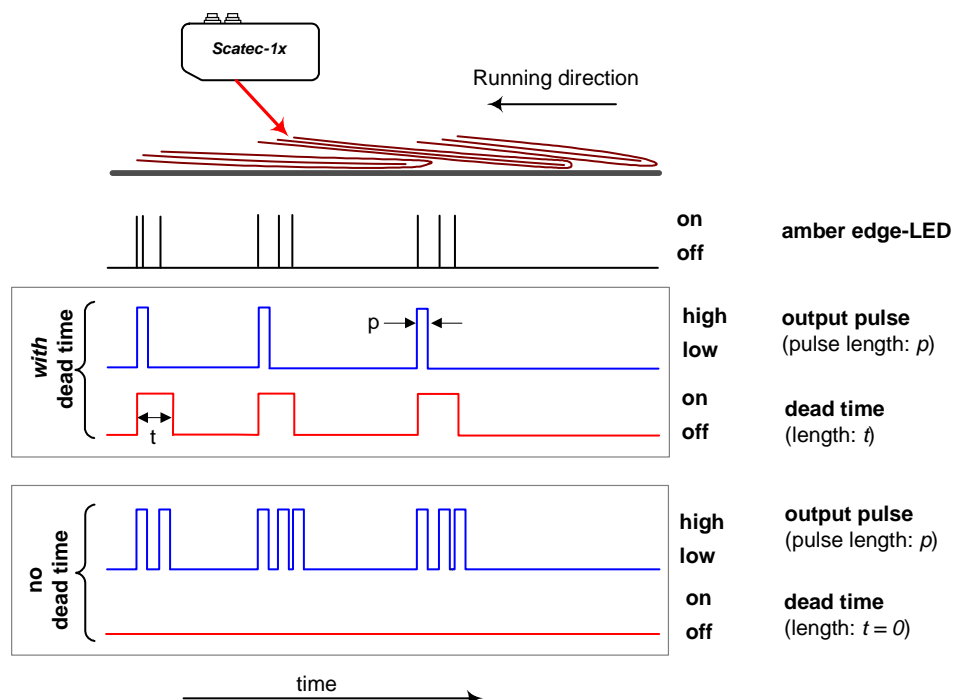 Scatec-1x
Running direction
on
off
amber edge-LED
with
dead time
p
high
low
output pulse
(pulse length: p)
t
on
off
dead time
(length: t)
no
dead time
high
low
output pulse
(pulse length: p)
on
off
dead time
(length: t = 0)
time